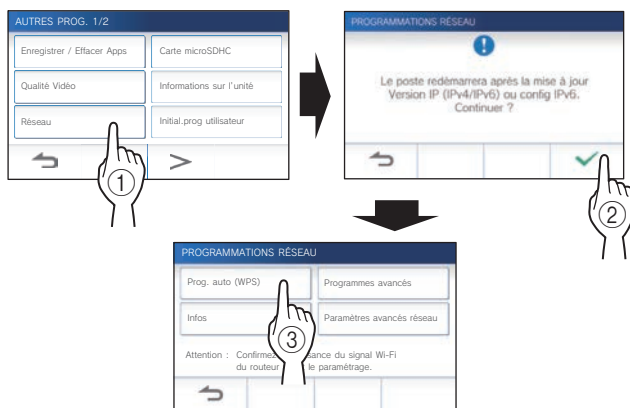 AUTRES PROG. 1/2
Enregistrer / Effacer Apps
Carte microSDHC
Qualité Vidéo
Informations sur l'unité
Réseau
Initial.prog utilisateur
>
1
PROGRAMMATIONS RÉSEAU
!
Le poste redémarrera après la mise à jour
Version IP (IPv4/IPv6) ou config IPv6.
Continuer ?
2
PROGRAMMATIONS RÉSEAU
Prog. auto (WPS)
Programmes avancés
Infos
Paramètres avancés réseau
3
Attention : Confirmez sance du signal Wi-Fi
du routeur le paramétrage.